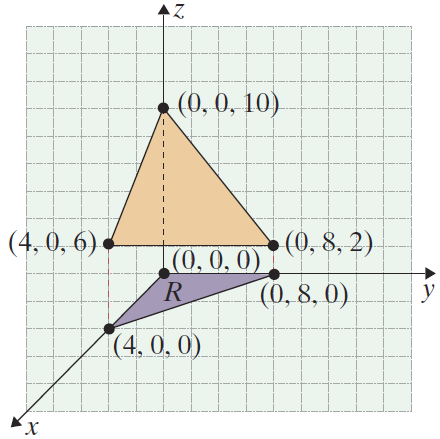 z
(0, 0, 10)
(4, 0, 6)
(0, 8, 2)
(0, 0, 0)
R
(0, 8, 0)
y
(4, 0, 0)
x